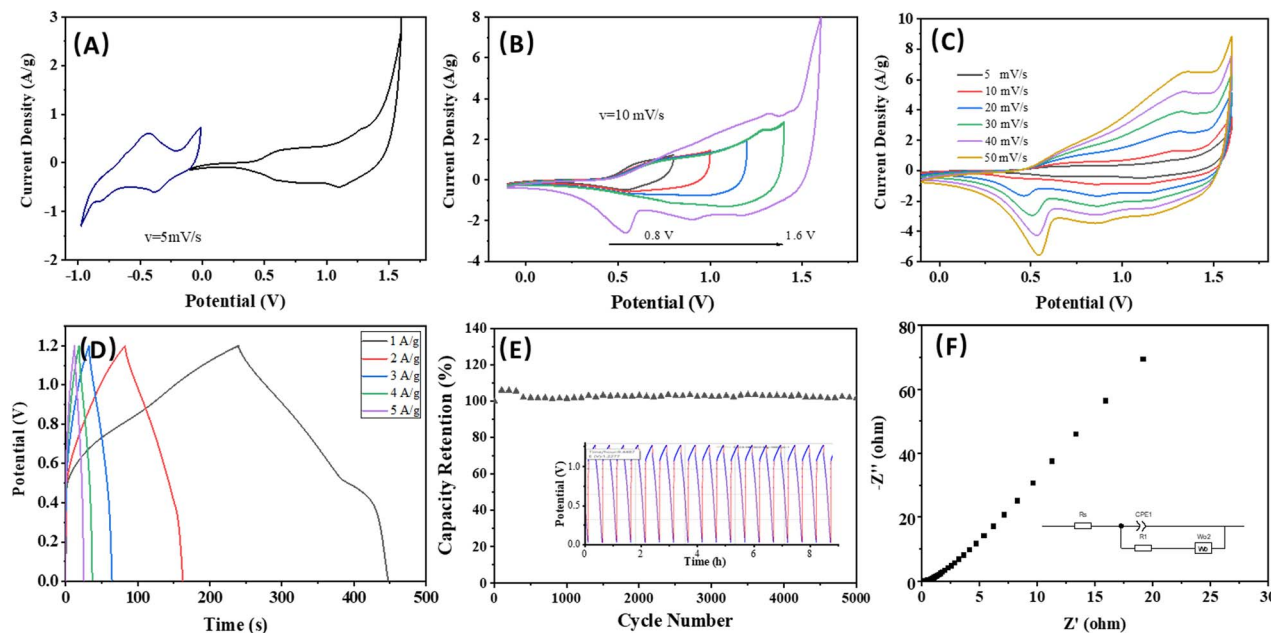 (A)
3
2
1
0
-1
-2
Current Density (A/g)
v=5mV/s
-1.0 -0.5 0.0 0.5 1.0 1.5
Potential (V)
(B)
8
6
4
2
0
-2
-4
Current Density (A/g)
v=10 mV/s
0.8 V 1.6 V
0.0 0.5 1.0 1.5
Potential (V)
(C)
10
8
6
4
2
0
-2
-4
-6
Current Density (A/g)
5 mV/s
10 mV/s
20 mV/s
30 mV/s
40 mV/s
50 mV/s
0.0 0.5 1.0 1.5
Potential (V)
(D)
1.2
1.0
0.8
0.6
0.4
0.2
0.0
Potential (V)
1 A/g
2 A/g
3 A/g
4 A/g
5 A/g
0 100 200 300 400 500
Time (s)
(E)
140
120
100
80
60
40
20
0
Capacity Retention (%)
1.0
0.0
Potential (V)
0 2 4 6 8
Time (h)
0 1000 2000 3000 4000 5000
Cycle Number
(F)
80
60
40
20
0
-Z'' (ohm)
Rs
CPE1
R1
Wo2
Wo
0 5 10 15 20 25 30
Z' (ohm)